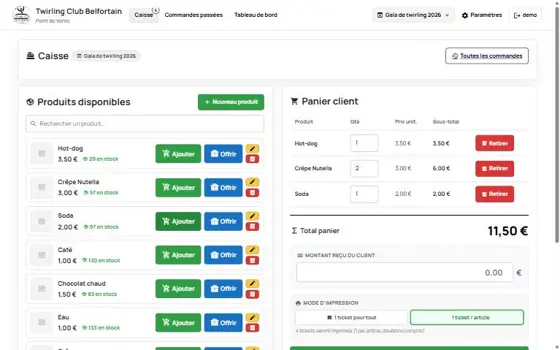 Twirling Club Belfortain
Point de Vente
Caisse
Commandes passées
Tableau de bord
Gala de twirling 2026
Paramètres
demo
Caisse
Gala de twirling 2026
Toutes les commandes
Produits disponibles
+ Nouveau produit
Rechercher un produit...
Hot-dog
3,50 € 29 en stock
Ajouter
Offrir
Crêpe Nutella
3,00 € 57 en stock
Ajouter
Offrir
Soda
2,00 € 97 en stock
Ajouter
Offrir
Café
1,00 € 130 en stock
Ajouter
Offrir
Chocolat chaud
1,50 € 83 en stock
Ajouter
Offrir
Eau
1,00 € 133 en stock
Ajouter
Offrir
Panier client
Produit Qté Prix unit. Sous-total
Hot-dog 1 3,50 € 3,50 € Retirer
Crêpe Nutella 2 3,00 € 6,00 € Retirer
Soda 1 2,00 € 2,00 € Retirer
Σ Total panier 11,50 €
MONTANT REÇU DU CLIENT
0.00 €
MODE D'IMPRESSION
1 ticket pour tout
1 ticket / article